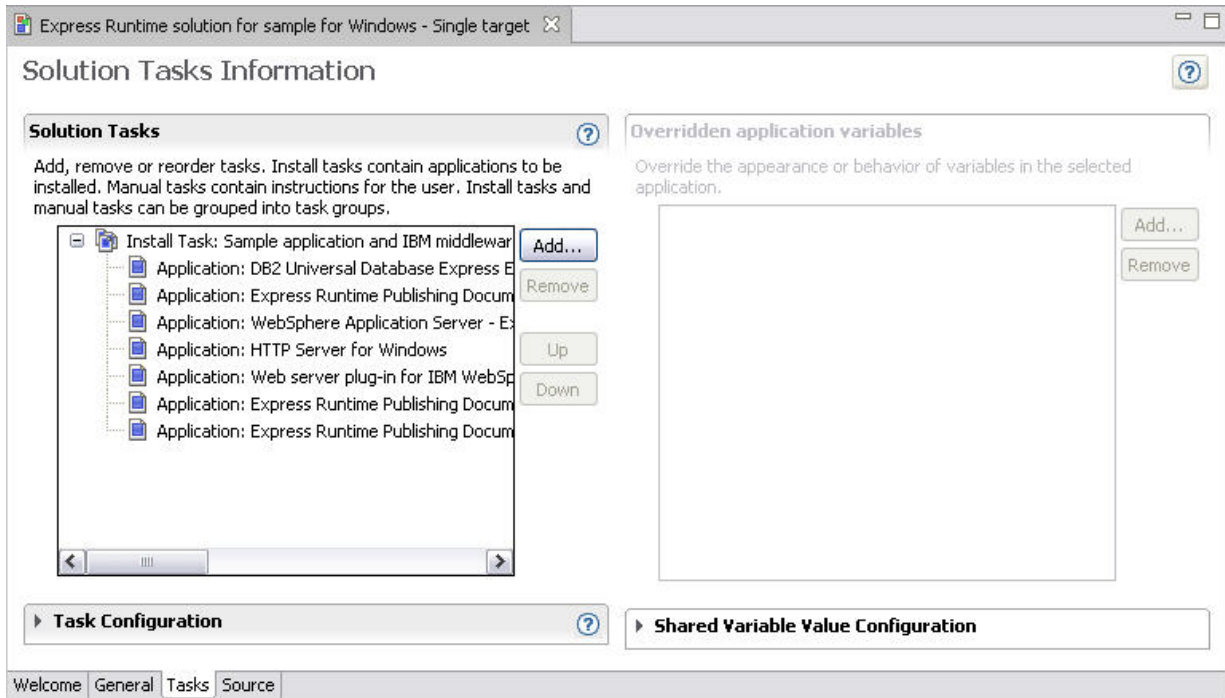 Express Runtime solution for sample for Windows - Single target
Solution Tasks Information
Solution Tasks
Add, remove or reorder tasks. Install tasks contain applications to be
installed. Manual tasks contain instructions for the user. Install tasks and
manual tasks can be grouped into task groups.
Install Task: Sample application and IBM middlewar
Application: DB2 Universal Database Express E
Application: Express Runtime Publishing Docum
Application: WebSphere Application Server - Ex
Application: HTTP Server for Windows
Application: Web server plug-in for IBM WebSp
Application: Express Runtime Publishing Docum
Application: Express Runtime Publishing Docum
Add...
Remove
Up
Down
Overridden application variables
Override the appearance or behavior of variables in the selected
application.
Add...
Remove
Task Configuration
Shared Variable Value Configuration
Welcome General Tasks Source